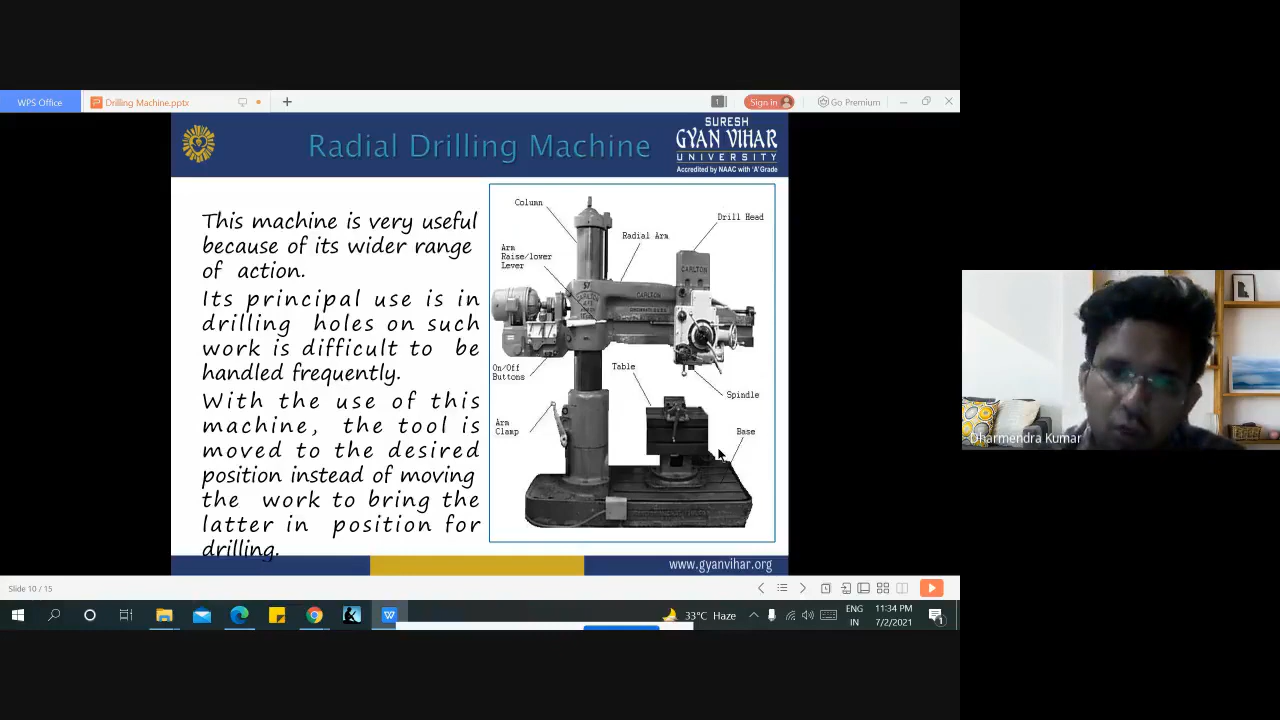 WPS Office
Drilling Machine.pptx
+
1
Sign in
Go Premium
Radial Drilling Machine
SURESH
GYAN VIHAR
UNIVERSITY
Accredited by NAAC with 'A' Grade
This machine is very useful
because of its wider range
of action.
Its principal use is in
drilling holes on such
work is difficult to be
handled frequently.
With the use of this
machine, the tool is
moved to the desired
position instead of moving
the work to bring the
latter in position for
drilling.
Column
Drill Head
Radial Arm
Arm
Raise/lower
Lever
CARLTON
CARLTON
On/Off
Buttons
Table
Spindle
Arm
Clamp
Base
www.gyanvihar.org
Dharmendra Kumar
Slide 10 / 15
33°C Haze
ENG
IN
11:34 PM
7/2/2021
1